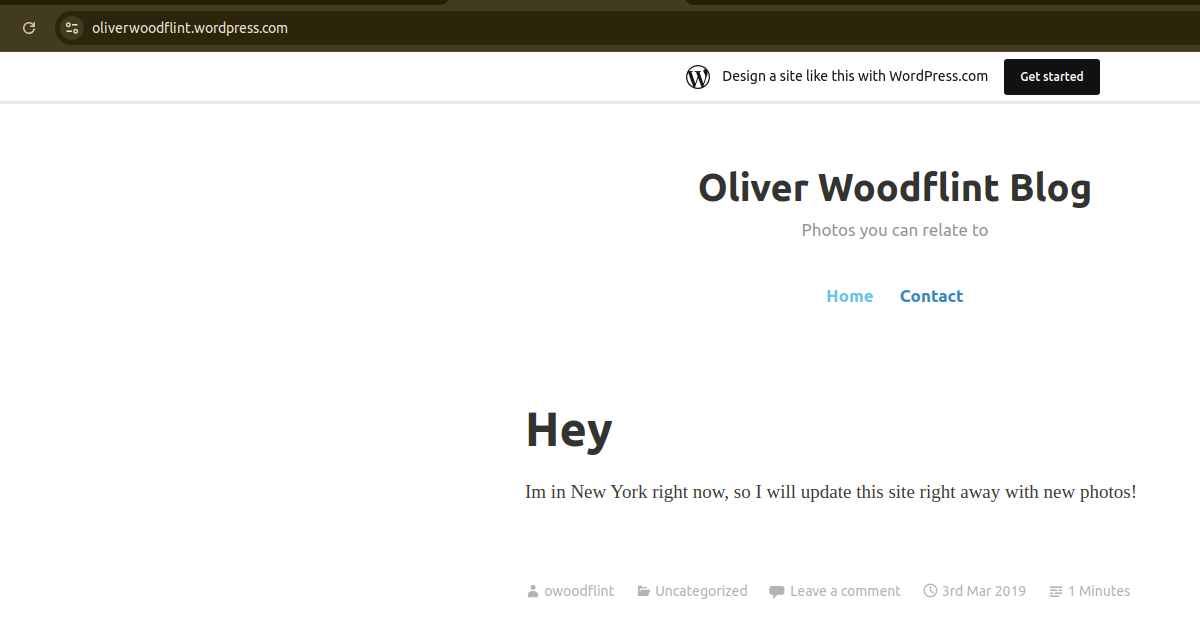 oliverwoodflint.wordpress.com
Design a site like this with WordPress.com Get started
Oliver Woodflint Blog
Photos you can relate to
Home Contact
Hey
Im in New York right now, so I will update this site right away with new photos!
owoodflint Uncategorized Leave a comment 3rd Mar 2019 1 Minutes